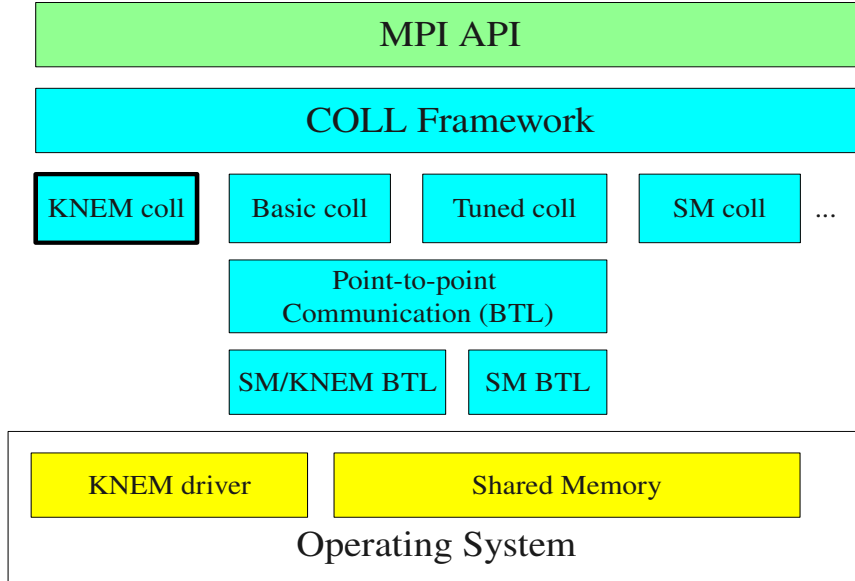 MPI API
COLL Framework
KNEM coll
Basic coll
Tuned coll
SM coll
...
Point-to-point
Communication (BTL)
SM/KNEM BTL
SM BTL
KNEM driver
Shared Memory
Operating System